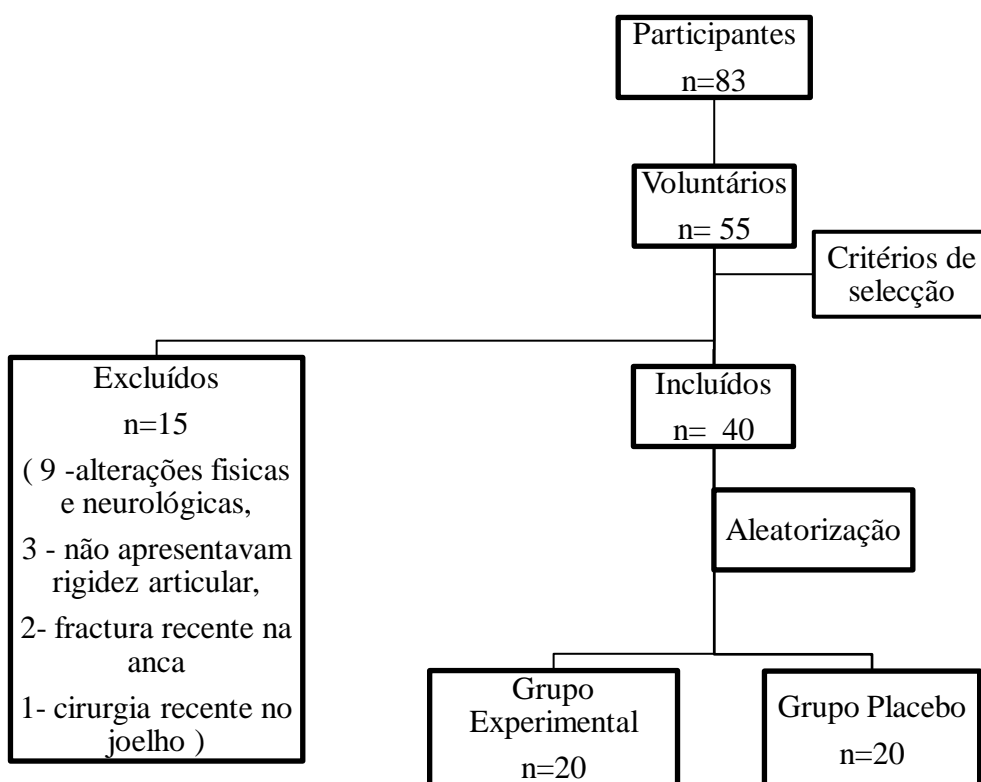 Participantes
n=83
Voluntários
n= 55
Critérios de
selecção
Excluídos
n=15
( 9 -alterações fisicas
e neurológicas,
3 - não apresentavam
rigidez articular,
2- fractura recente na
anca
1- cirurgia recente no
joelho )
Incluídos
n=  40
Aleatorização
Grupo
Experimental
n=20
Grupo Placebo
n=20